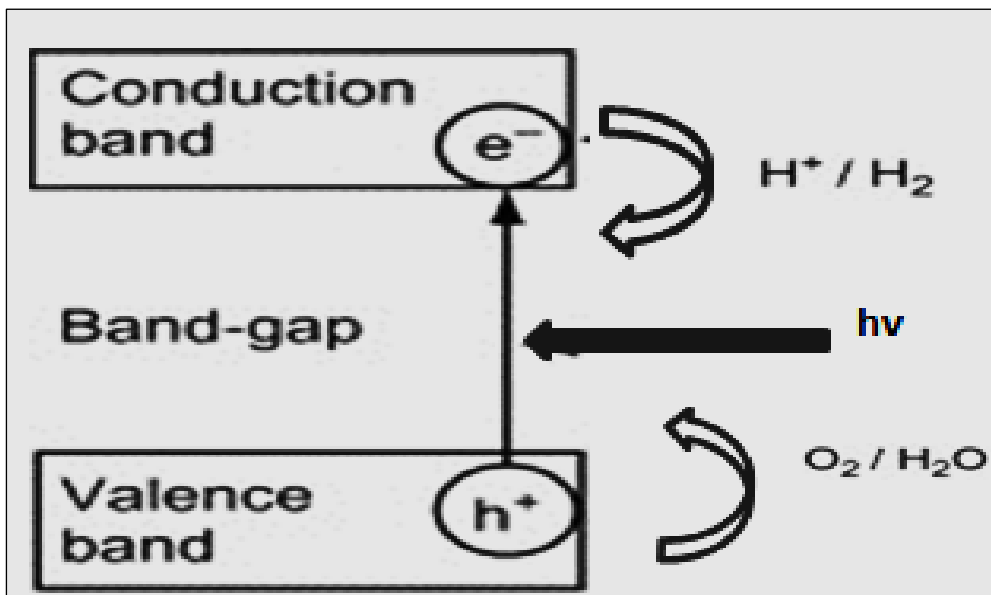 Conduction
band
e⁻
H⁺ / H₂
Band-gap
hv
O₂ / H₂O
Valence
band
h⁺